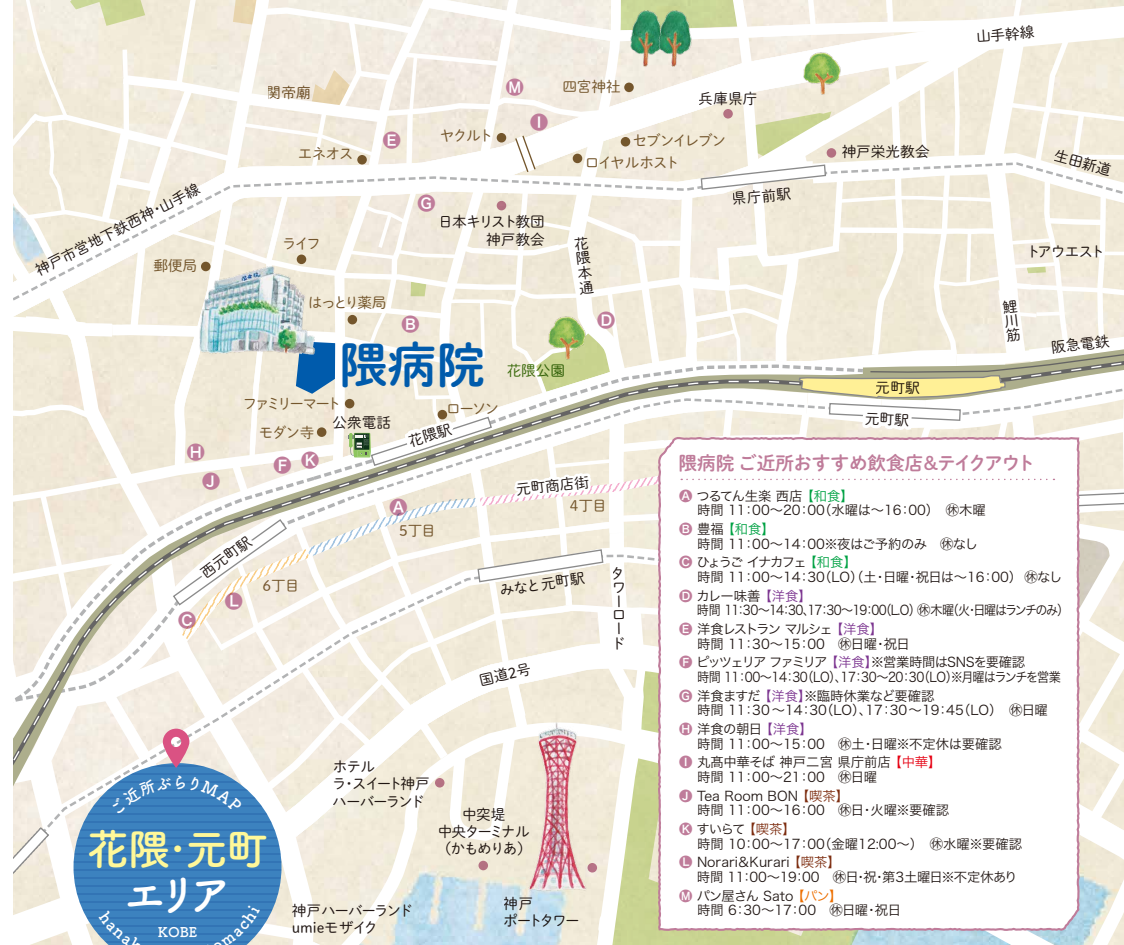 山手幹線
M
四宮神社
関帝廟
兵庫県庁
I
ヤクルト
E
セブンイレブン
エネオス
ロイヤルホスト
神戸栄光教会
生田新道
県庁前駅
神戸市営地下鉄西神・山手線
G
日本キリスト教団
神戸教会
花隈本通
ライフ
トアウエスト
郵便局
はっとり薬局
鯉川筋
B
D
阪急電鉄
隈病院
花隈公園
元町駅
ファミリーマート
公衆電話
ローソン
元町駅
モダン寺
花隈駅
H
F
K
J
元町商店街
A
4丁目
5丁目
西元町駅
6丁目
みなと元町駅
タワーロード
L
C
国道2号
ホテル
ラ・スイート神戸
ハーバーランド
中突堤
中央ターミナル
(かもめりあ)
神戸ハーバーランド
umieモザイク
神戸
ポートタワー
ご近所ぶらりMAP
花隈・元町
エリア
KOBE
隈病院 ご近所おすすめ飲食店&テイクアウト
A つるてん生楽 西店【和食】
時間 11:00〜20:00(水曜は〜16:00) ㊡木曜
B 豊福【和食】
時間 11:00〜14:00※夜はご予約のみ ㊡なし
C ひょうご イナカフェ【和食】
時間 11:00〜14:30(LO)(土・日曜・祝日は〜16:00) ㊡なし
D カレー味善【洋食】
時間 11:30〜14:30、17:30〜19:00(LO) ㊡木曜(火・日曜はランチのみ)
E 洋食レストラン マルシェ【洋食】
時間 11:30〜15:00 ㊡日曜・祝日
F ピッツェリア ファミリア【洋食】※営業時間はSNSを要確認
時間 11:00〜14:30(LO)、17:30〜20:30(LO)※月曜はランチを営業
G 洋食ますだ【洋食】※臨時休業など要確認
時間 11:30〜14:30(LO)、17:30〜19:45(LO) ㊡日曜
H 洋食の朝日【洋食】
時間 11:00〜15:00 ㊡土・日曜※不定休は要確認
I 丸髙中華そば 神戸二宮 県庁前店【中華】
時間 11:00〜21:00 ㊡日曜
J Tea Room BON【喫茶】
時間 11:00〜16:00 ㊡日・火曜※要確認
K すいらて【喫茶】
時間 10:00〜17:00(金曜12:00〜) ㊡水曜※要確認
L Norari&Kurari【喫茶】
時間 11:00〜19:00 ㊡日・祝・第3土曜日※不定休あり
M パン屋さん Sato【パン】
時間 6:30〜17:00 ㊡日曜・祝日